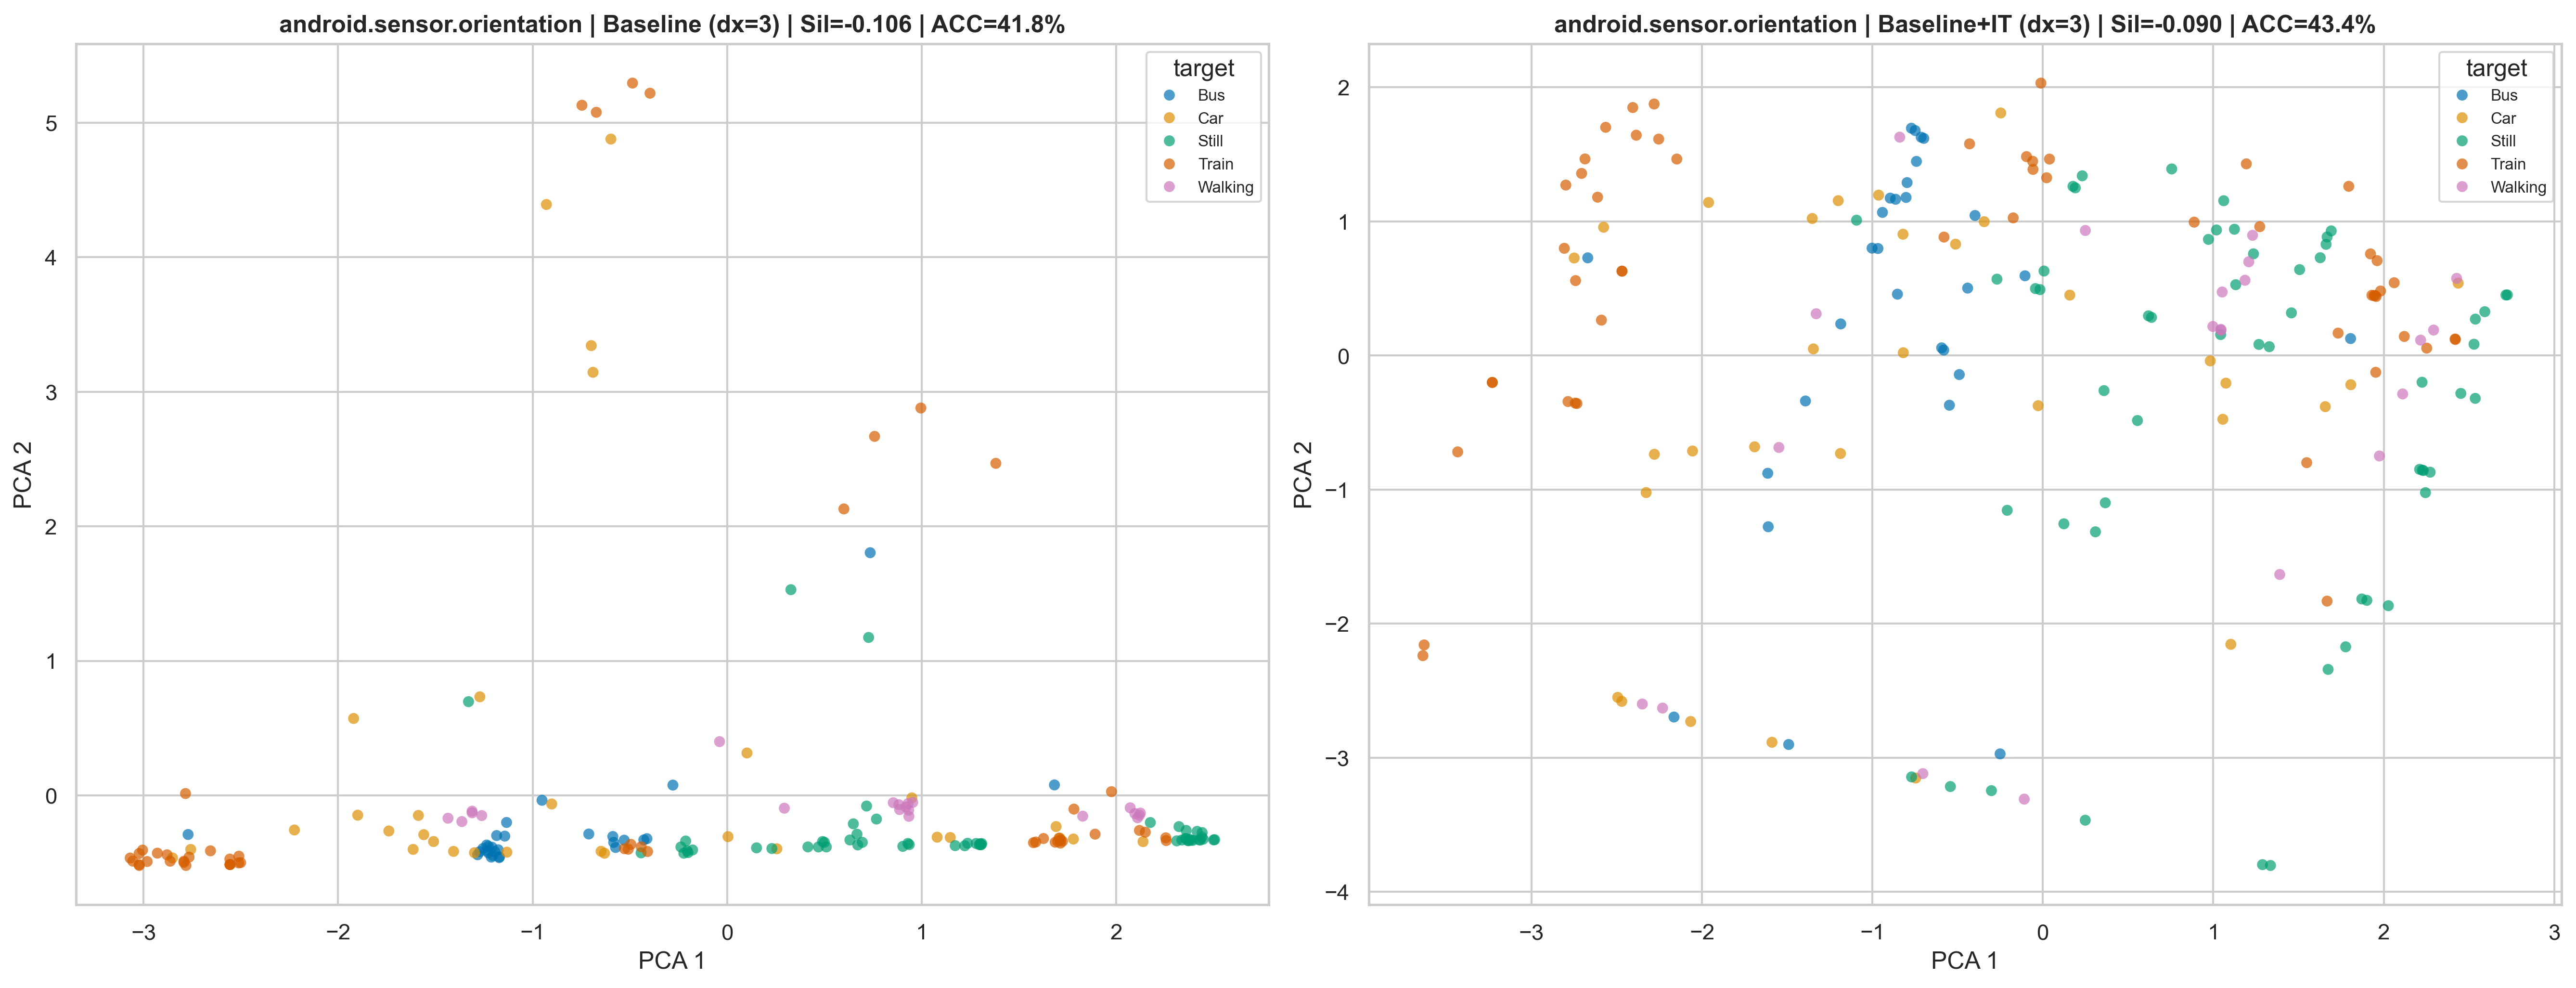 android.sensor.orientation | Baseline (dx=3) | Sil=-0.106 | ACC=41.8%
target
Bus
Car
Still
Train
Walking
5
4
3
2
1
0
PCA 2
−3 −2 −1 0 1 2
PCA 1
android.sensor.orientation | Baseline+IT (dx=3) | Sil=-0.090 | ACC=43.4%
target
Bus
Car
Still
Train
Walking
2
1
0
−1
−2
−3
−4
PCA 2
−3 −2 −1 0 1 2 3
PCA 1